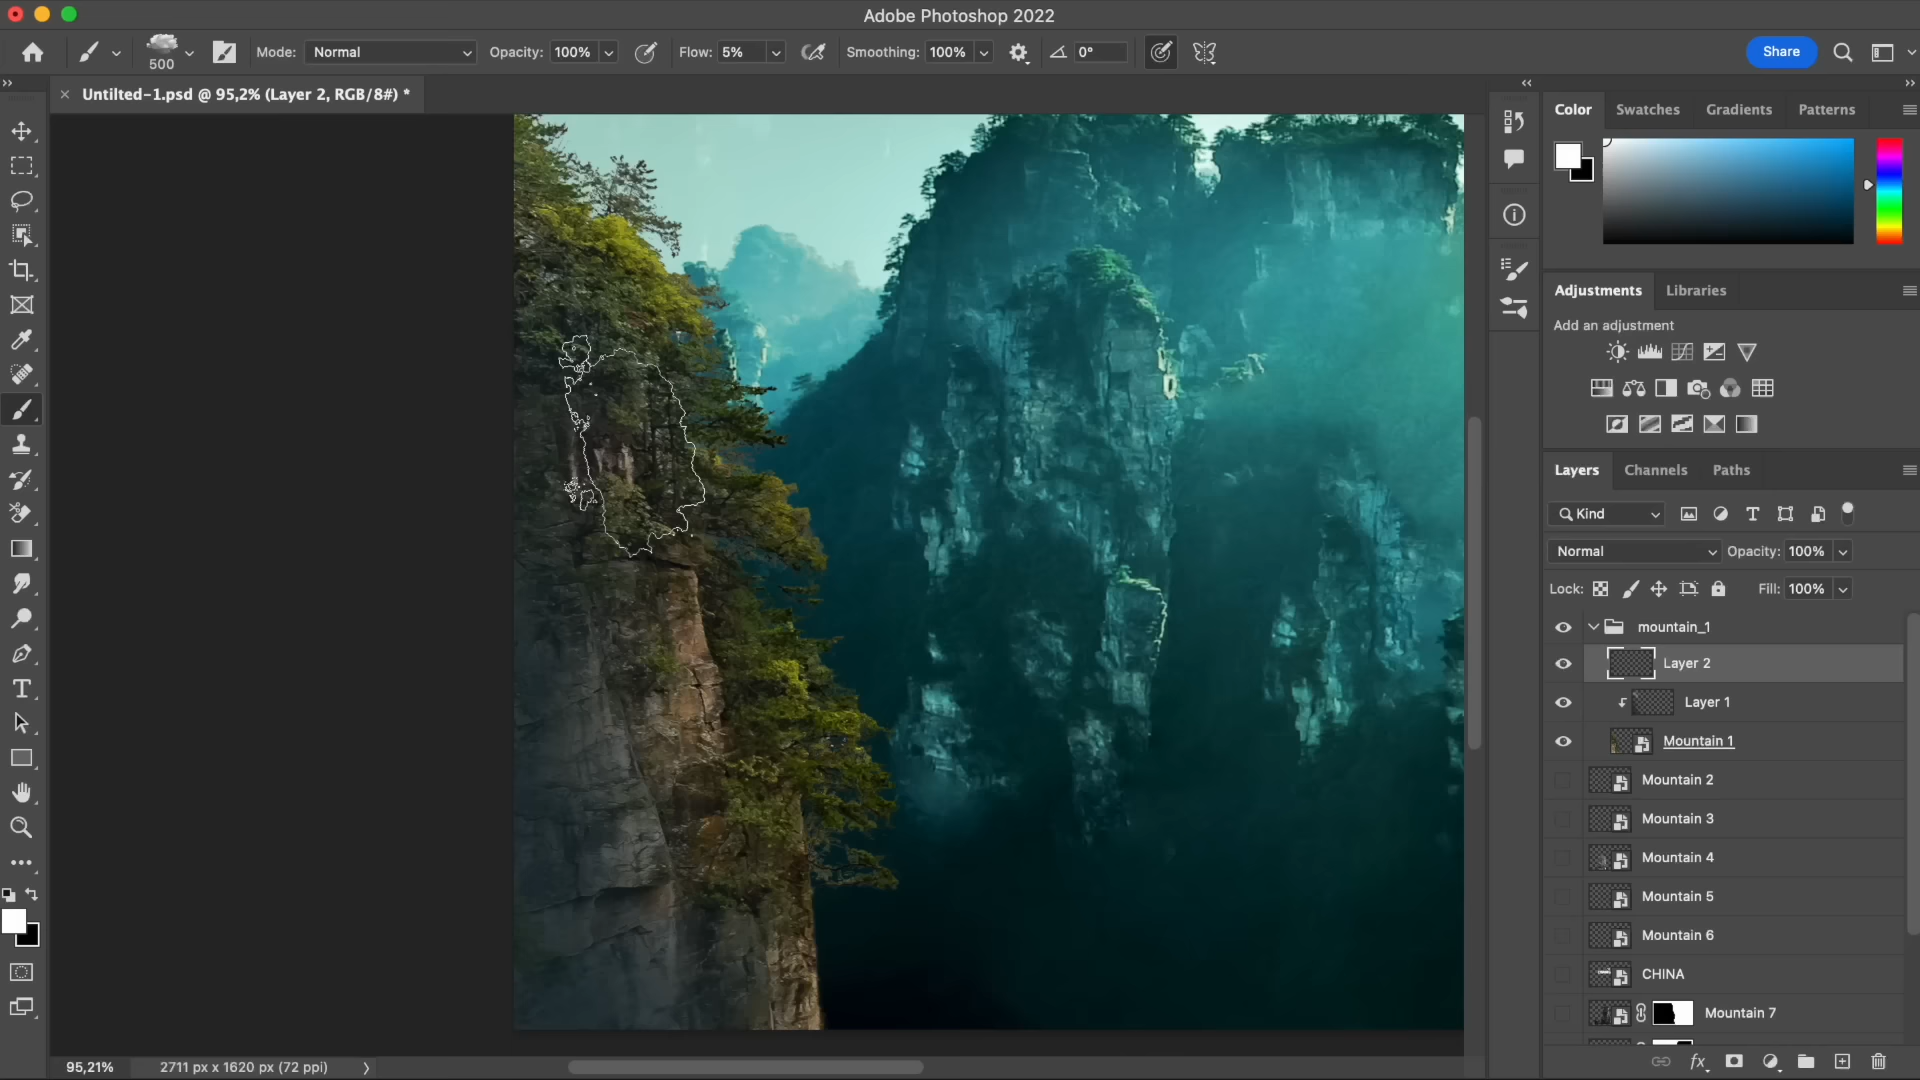 Adobe Photoshop 2022
500
Mode: Normal
Opacity: 100%
Flow: 5%
Smoothing: 100%
0°
Share
Untilted-1.psd @ 95,2% (Layer 2, RGB/8#) *
Color
Swatches
Gradients
Patterns
Adjustments
Libraries
Add an adjustment
Layers
Channels
Paths
Kind
Normal
Opacity: 100%
Lock:
Fill: 100%
mountain_1
Layer 2
Layer 1
Mountain 1
Mountain 2
Mountain 3
Mountain 4
Mountain 5
Mountain 6
CHINA
Mountain 7
fx
95,21%
2711 px x 1620 px (72 ppi)